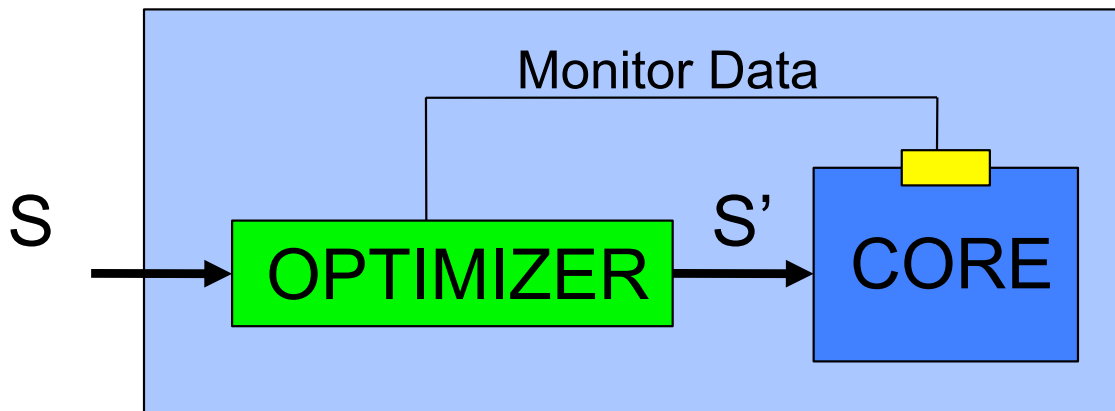 Monitor Data
S
S’
OPTIMIZER
CORE